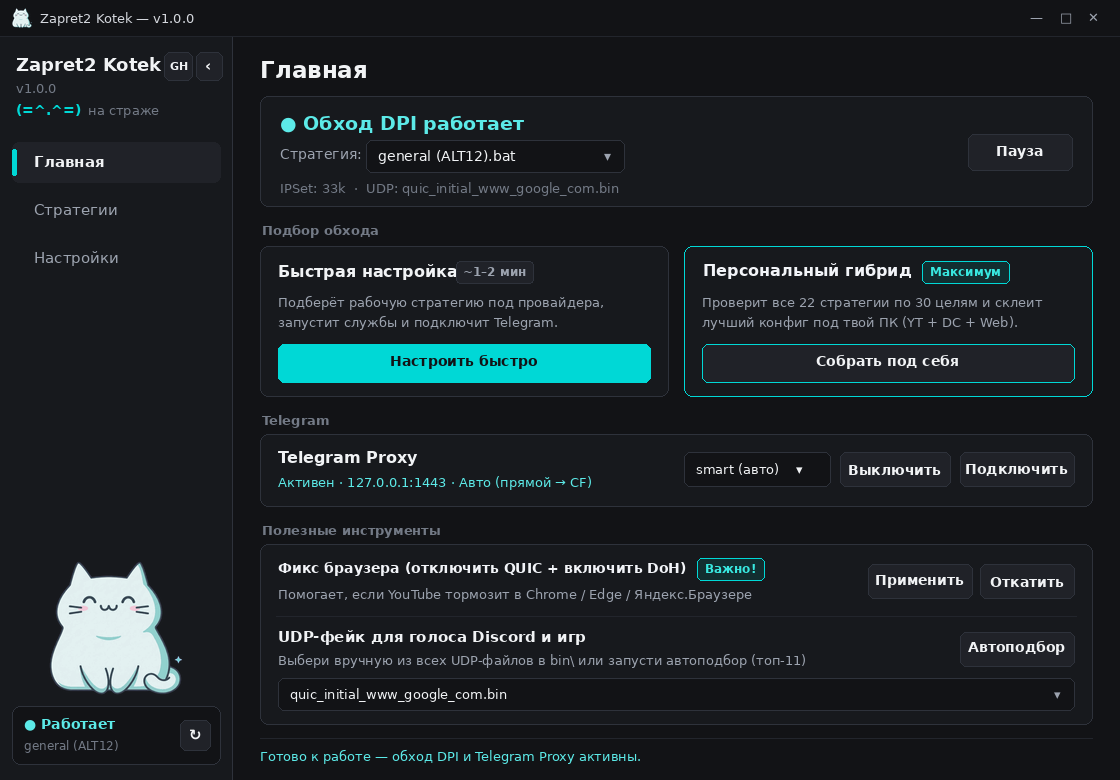 Zapret2 Kotek — v1.0.0
Zapret2 Kotek
GH
‹
v1.0.0
(=^.^=) на страже
Главная
Стратегии
Настройки
● Работает
general (ALT12)
↻
Главная
● Обход DPI работает
Стратегия: general (ALT12).bat ▾
IPSet: 33k · UDP: quic_initial_www_google_com.bin
Пауза
Подбор обхода
Быстрая настройка ~1–2 мин
Подберёт рабочую стратегию под провайдера,
запустит службы и подключит Telegram.
Настроить быстро
Персональный гибрид Максимум
Проверит все 22 стратегии по 30 целям и склеит
лучший конфиг под твой ПК (YT + DC + Web).
Собрать под себя
Telegram
Telegram Proxy
Активен · 127.0.0.1:1443 · Авто (прямой → CF)
smart (авто) ▾
Выключить
Подключить
Полезные инструменты
Фикс браузера (отключить QUIC + включить DoH) Важно!
Помогает, если YouTube тормозит в Chrome / Edge / Яндекс.Браузере
Применить
Откатить
UDP-фейк для голоса Discord и игр
Выбери вручную из всех UDP-файлов в bin\ или запусти автоподбор (топ-11)
Автоподбор
quic_initial_www_google_com.bin ▾
Готово к работе — обход DPI и Telegram Proxy активны.